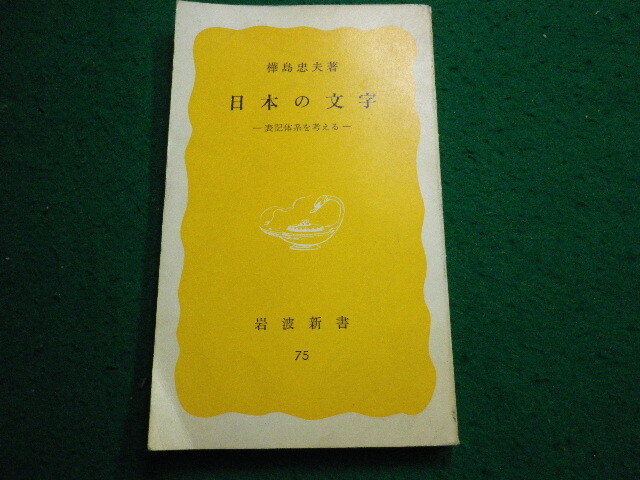 樺島忠夫著
日本の文字
―表記体系を考える―
岩波新書
75